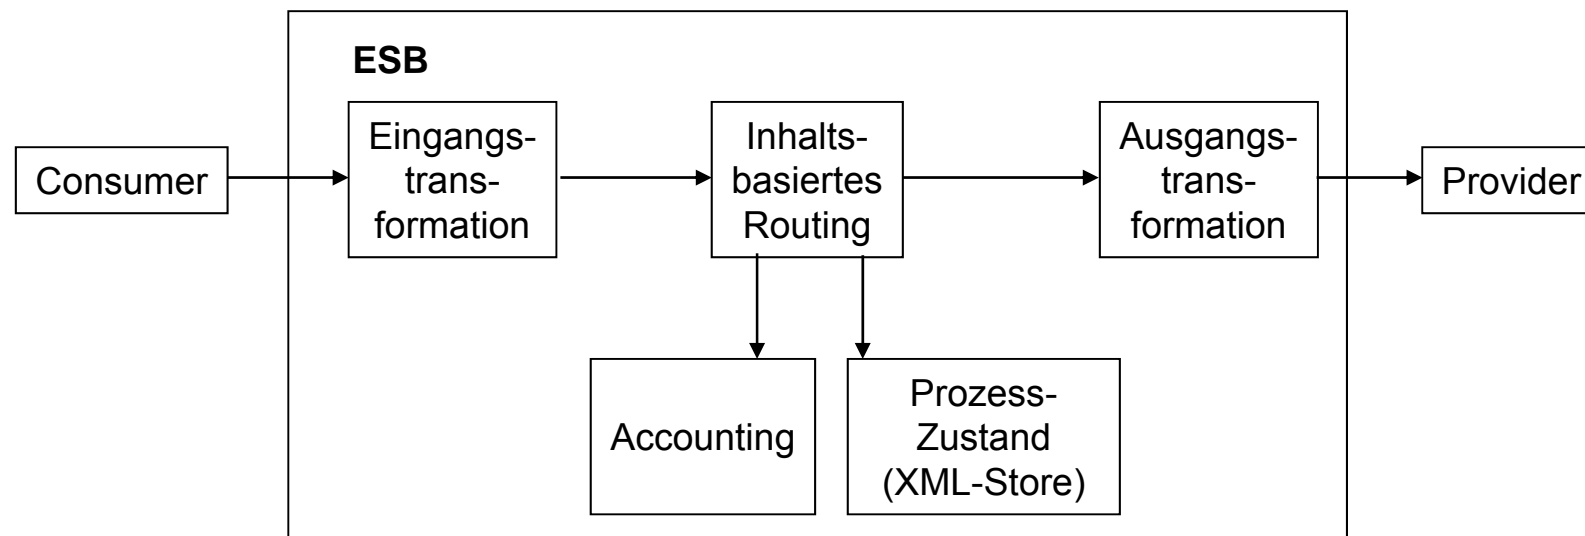 ESB
Consumer
Eingangs-
trans-
formation
Inhalts-
basiertes
Routing
Ausgangs-
trans-
formation
Provider
Accounting
Prozess-
Zustand
(XML-Store)